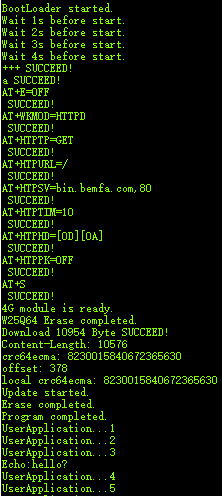 BootLoader started.
Wait 1s before start.
Wait 2s before start.
Wait 3s before start.
Wait 4s before start.
+++ SUCCEED!
a SUCCEED!
AT+E=OFF
SUCCEED!
AT+WKMOD=HTTPD
SUCCEED!
AT+HTPTP=GET
SUCCEED!
AT+HTPURL=/
SUCCEED!
AT+HTPSV=bin.bemfa.com,80
SUCCEED!
AT+HTPTIM=10
SUCCEED!
AT+HTPHD=[0D][0A]
SUCCEED!
AT+HTPPK=OFF
SUCCEED!
AT+S
SUCCEED!
4G module is ready.
W25Q64 Erase completed.
Download 10954 Byte SUCCEED!
Content-Length: 10576
crc64ecma: 8230015840672365630
offset: 378
local crc64ecma: 8230015840672365630
Update started.
Erase completed.
Program completed.
UserApplication...1
UserApplication...2
UserApplication...3
Echo:hello?
UserApplication...4
UserApplication...5